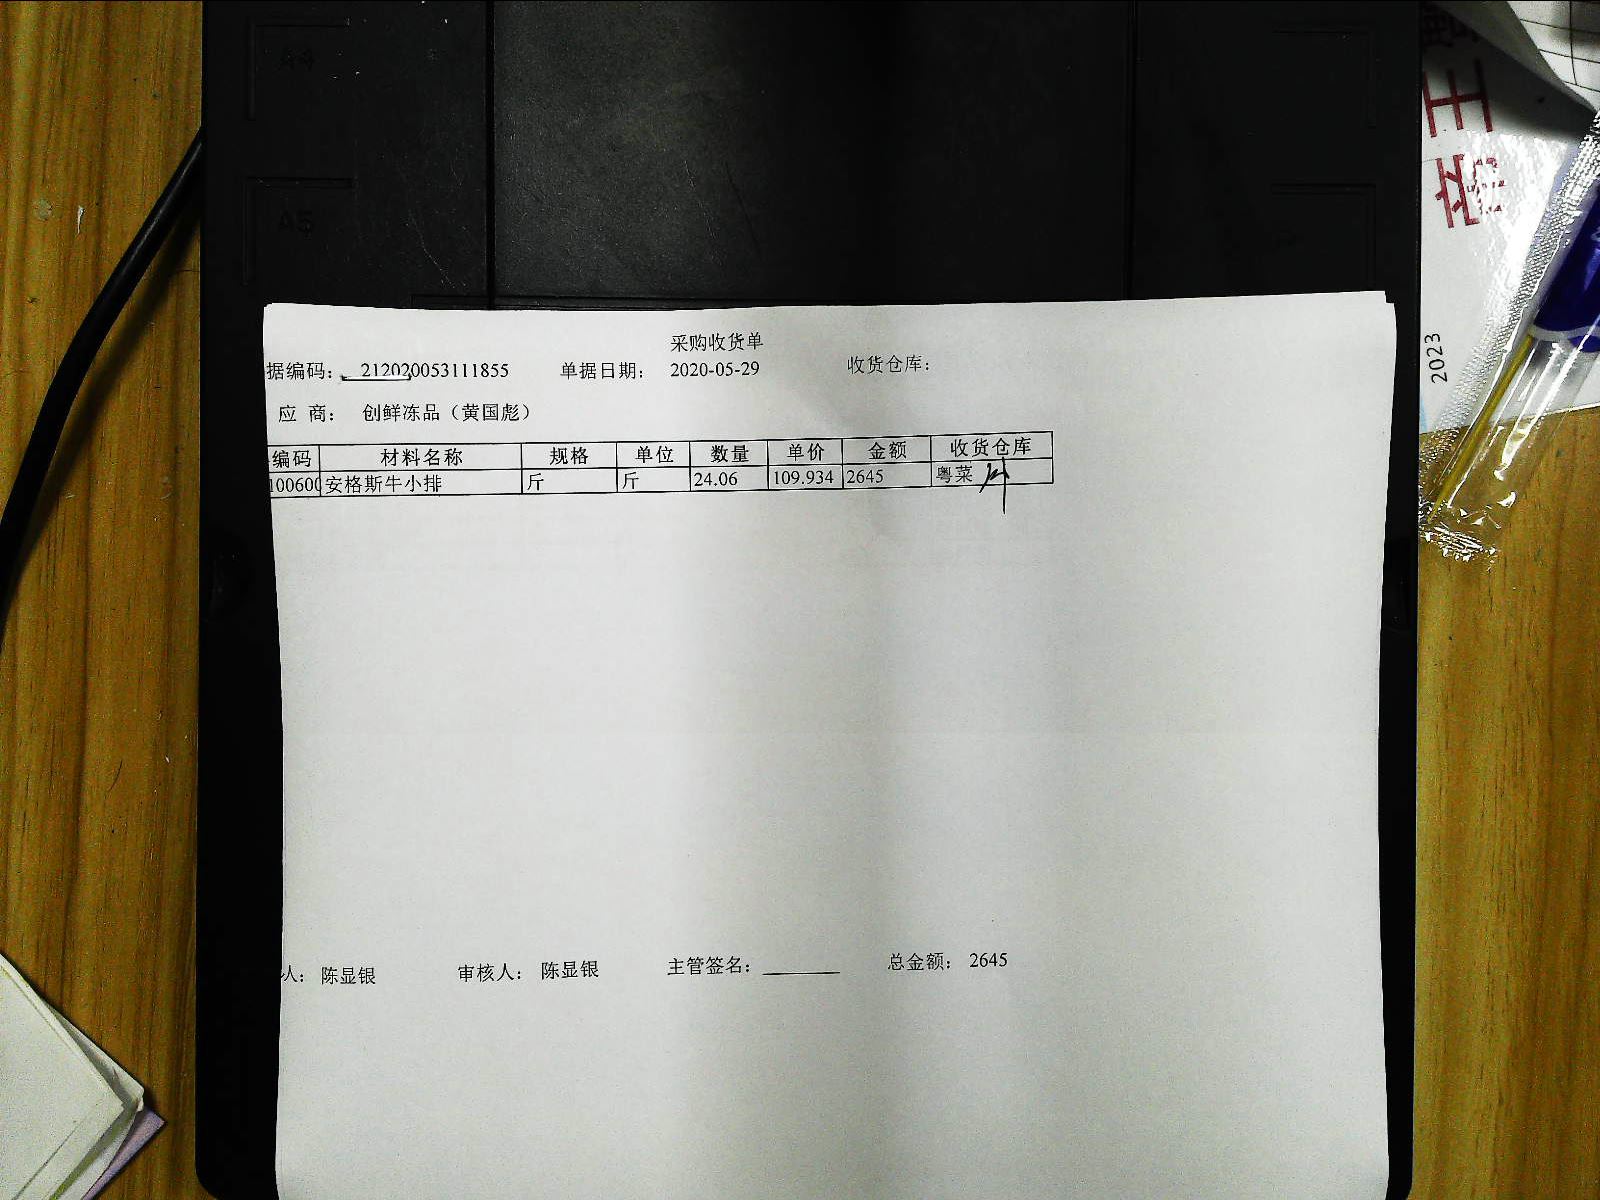 采购收货单
据编码： 212020053111855 单据日期： 2020-05-29 收货仓库：
应 商： 创鲜冻品（黄国彪）
编码 材料名称 规格 单位 数量 单价 金额 收货仓库
100600 安格斯牛小排 斤 斤 24.06 109.934 2645 粤菜
人： 陈显银 审核人： 陈显银 主管签名： 总金额： 2645
A4
A5
帝王
2023